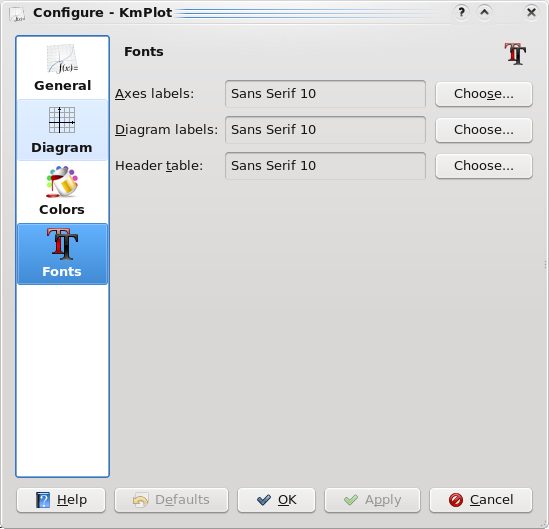 Configure - KmPlot
f(x)=
General
Diagram
Colors
Fonts
Fonts
Axes labels: Sans Serif 10 Choose...
Diagram labels: Sans Serif 10 Choose...
Header table: Sans Serif 10 Choose...
Help Defaults OK Apply Cancel